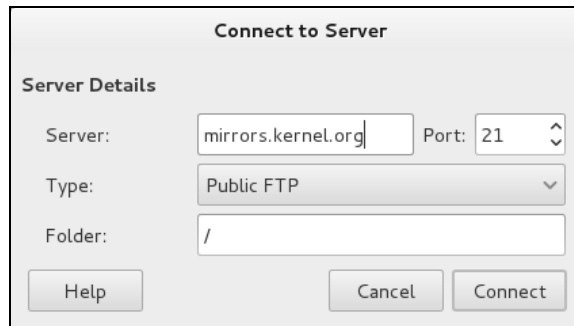 Connect to Server
Server Details
Server: mirrors.kernel.org Port: 21
Type: Public FTP
Folder: /
Help Cancel Connect